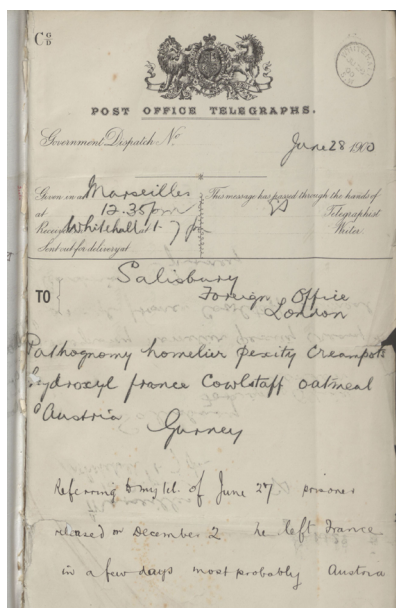 C 6/D
POST OFFICE TELEGRAPHS.
Government Despatch No
June 28 1900
Given in at Marseilles
at 12.35 pm
Received Whitehall at 7 pm
Sent out for delivery at
This message has passed through the hands of
Telegraphist
Writer.
TO
Salisbury
Foreign Office
London
Pathognomy homelier pexity Creampots
hydroxyl france Cowlstaff oatmeal
Austria
Gurney
Referring to my tel. of June 27 prisoner
released on December 2 he left France
in a few days most probably Austria